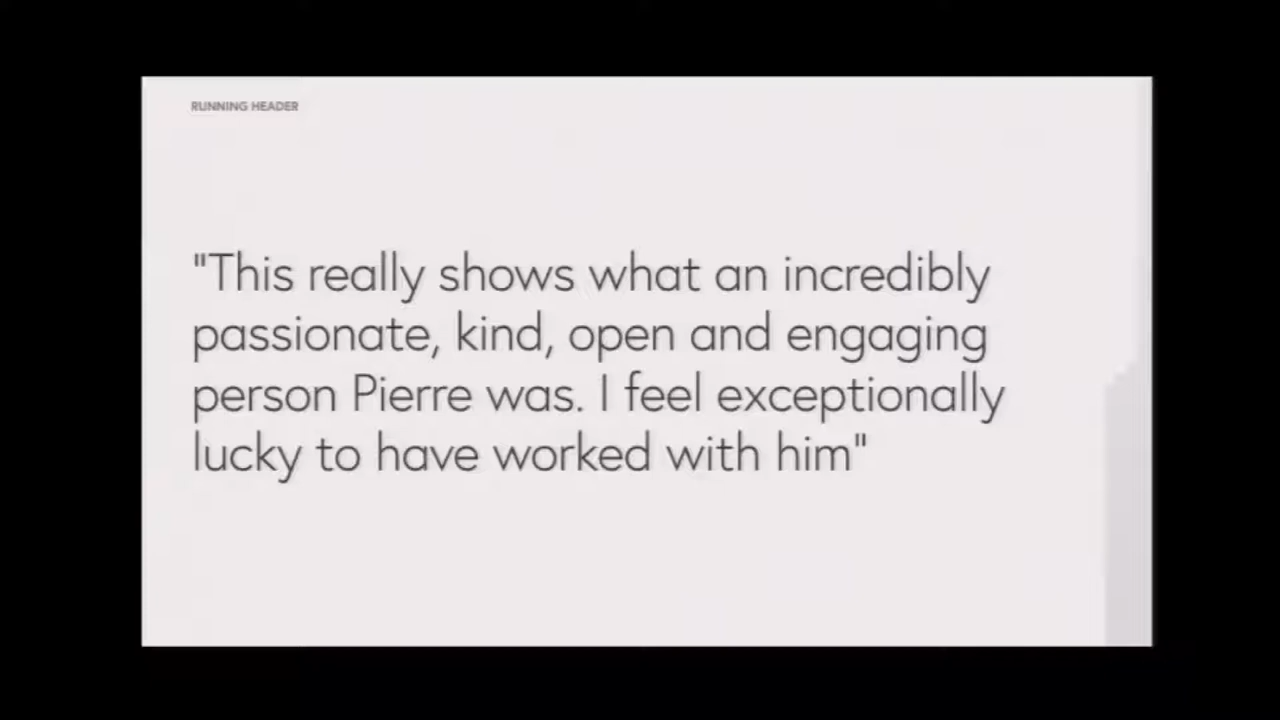 RUNNING HEADER
"This really shows what an incredibly
passionate, kind, open and engaging
person Pierre was. I feel exceptionally
lucky to have worked with him"